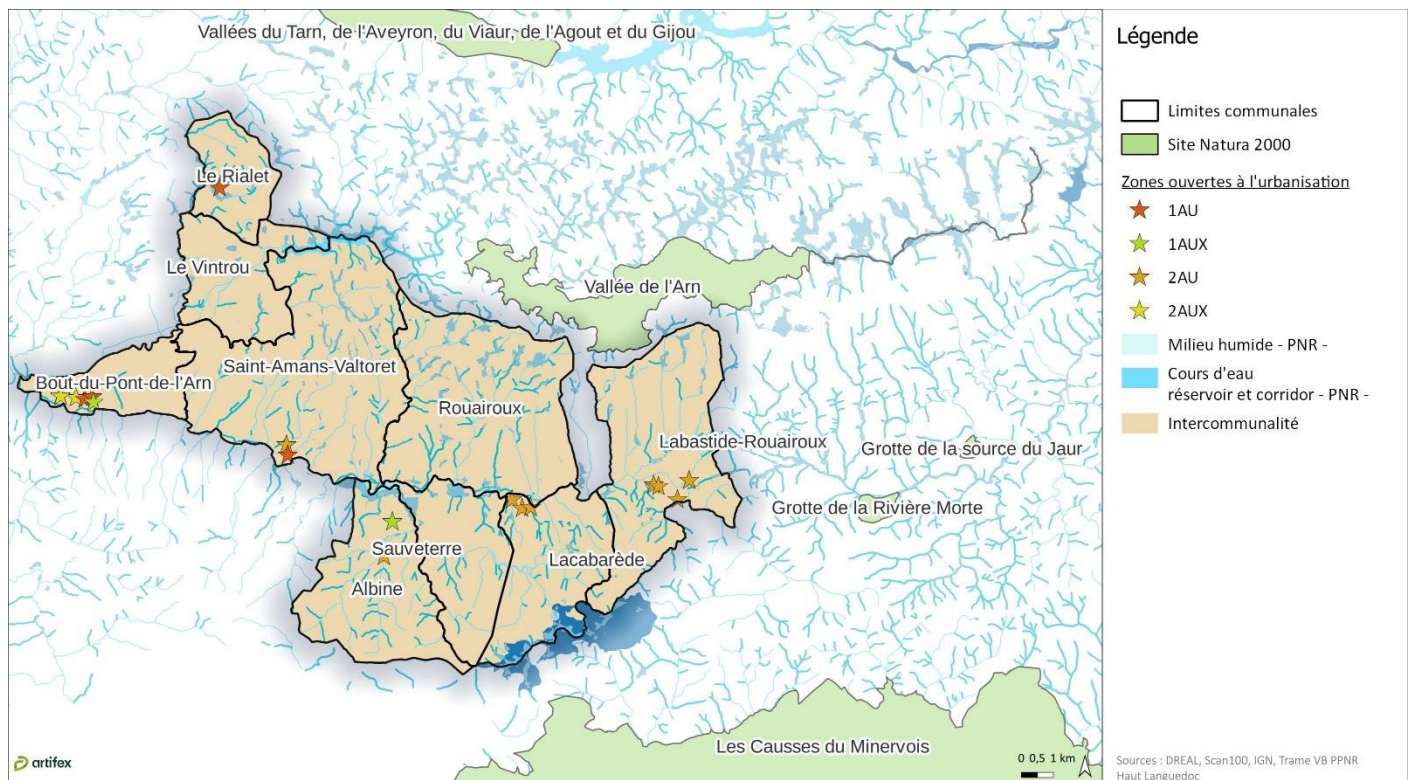 Vallées du Tarn, de l'Aveyron, du Viaur, de l'Agout et du Gijou
Le Rialet
Le Vintrou
Vallée de l'Arn
Bout-du-Pont-de-l'Arn
Saint-Amans-Valtoret
Rouairoux
Labastide-Rouairoux
Grotte de la source du Jaur
Grotte de la Rivière Morte
Sauveterre
Lacabarède
Albine
Les Causses du Minervois
0 0,5 1 km
artifex
Légende
Limites communales
Site Natura 2000
Zones ouvertes à l'urbanisation
1AU
1AUX
2AU
2AUX
Milieu humide - PNR -
Cours d'eau
réservoir et corridor - PNR -
Intercommunalité
Sources : DREAL, Scan100, IGN, Trame VB PPNR
Haut Languedoc